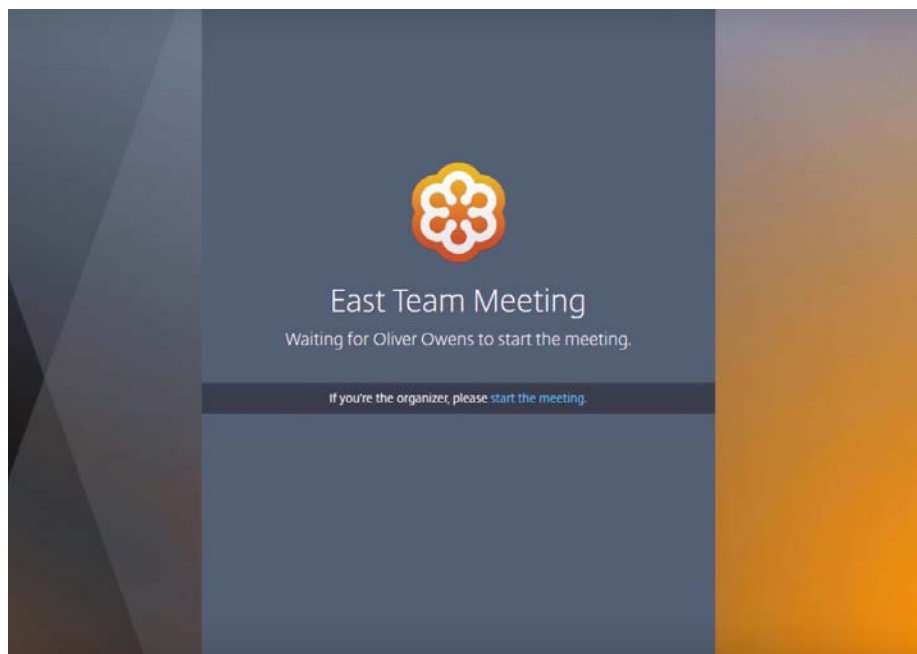 East Team Meeting
Waiting for Oliver Owens to start the meeting.
If you're the organizer, please start the meeting.